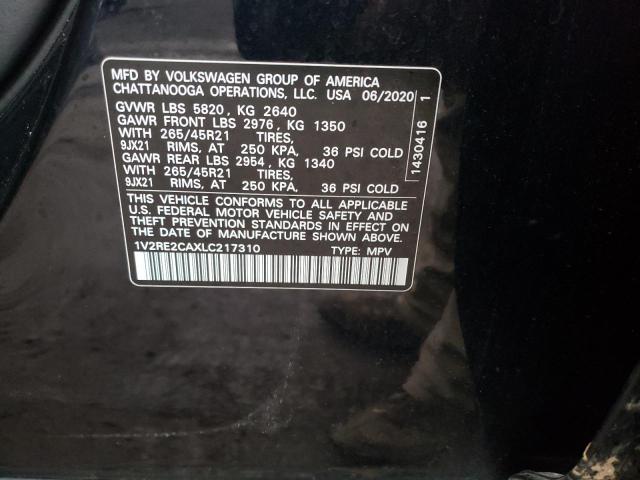 MFD BY VOLKSWAGEN GROUP OF AMERICA
CHATTANOOGA OPERATIONS, LLC. USA 06/2020
GVWR LBS 5820, KG 2640
GAWR FRONT LBS 2976, KG 1350
WITH 265/45R21 TIRES,
9JX21 RIMS, AT 250 KPA, 36 PSI COLD
GAWR REAR LBS 2954, KG 1340
WITH 265/45R21 TIRES,
9JX21 RIMS, AT 250 KPA, 36 PSI COLD
THIS VEHICLE CONFORMS TO ALL APPLICABLE
U.S. FEDERAL MOTOR VEHICLE SAFETY AND
THEFT PREVENTION STANDARDS IN EFFECT ON
THE DATE OF MANUFACTURE SHOWN ABOVE.
1V2RE2CAXLC217310 TYPE: MPV
1430416 1